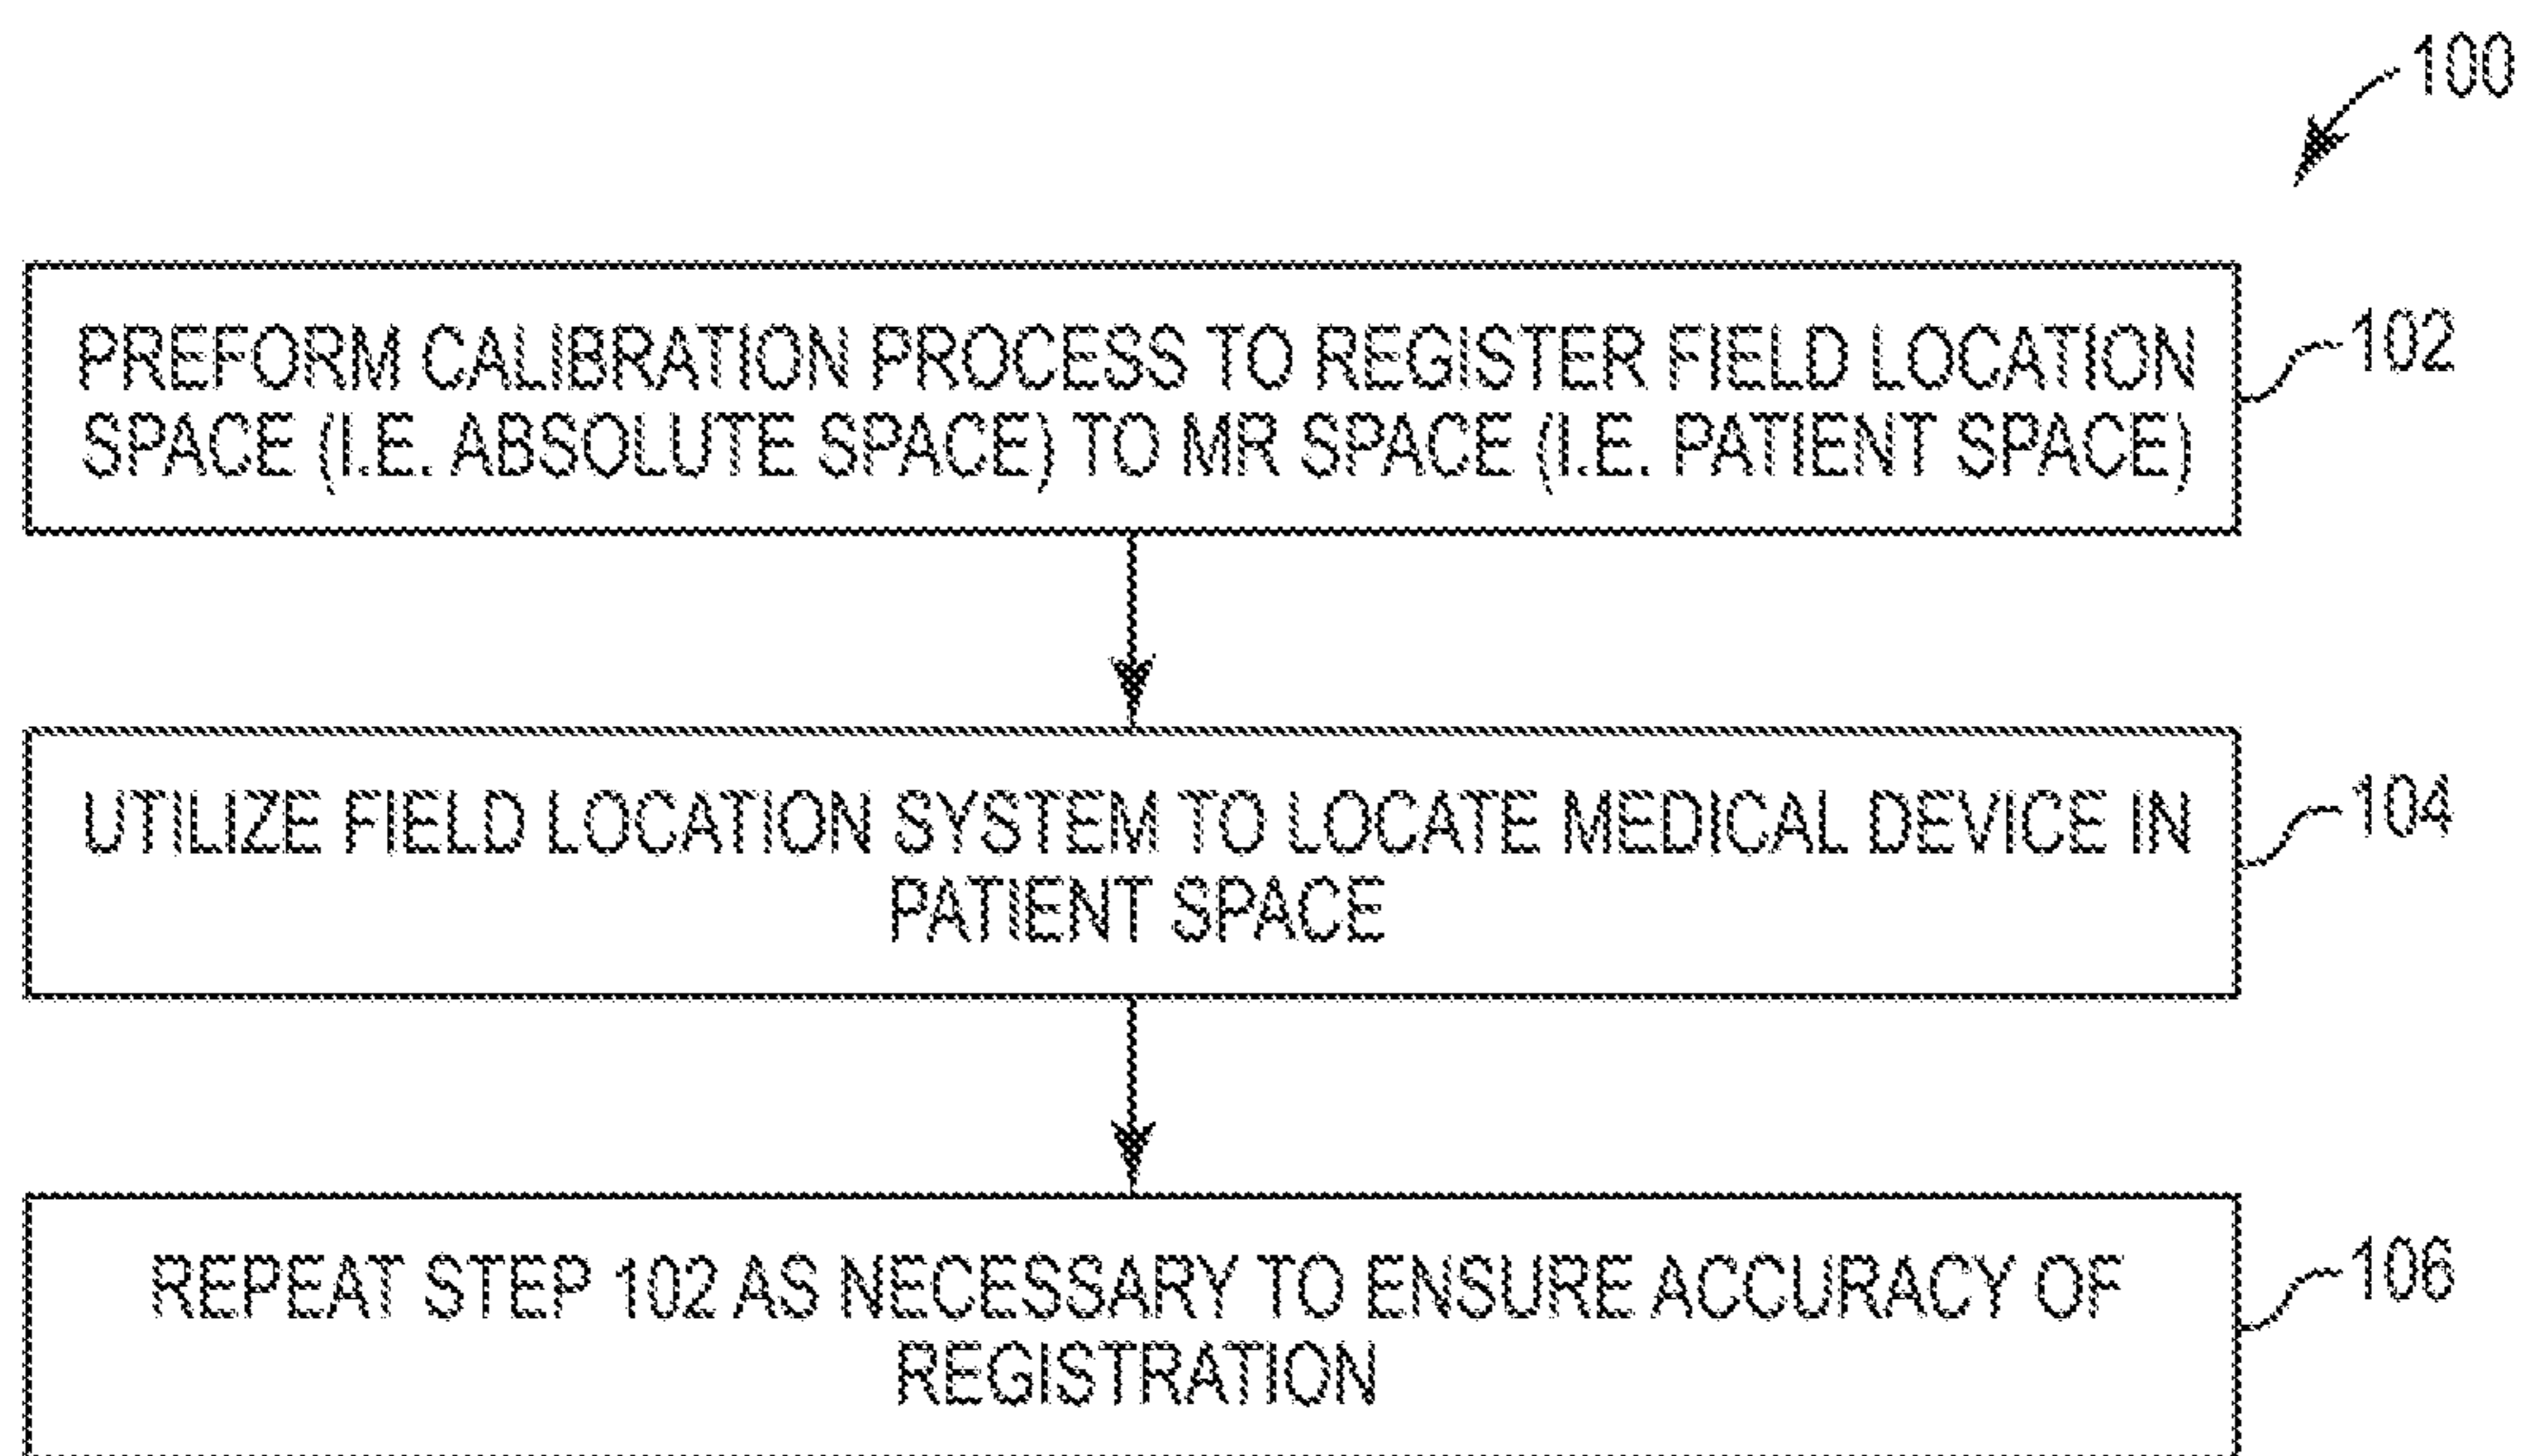 100
PREFORM CALIBRATION PROCESS TO REGISTER FIELD LOCATION
SPACE (I.E. ABSOLUTE SPACE) TO MR SPACE (I.E. PATIENT SPACE)
102
UTILIZE FIELD LOCATION SYSTEM TO LOCATE MEDICAL DEVICE IN
PATIENT SPACE
104
REPEAT STEP 102 AS NECESSARY TO ENSURE ACCURACY OF
REGISTRATION
106